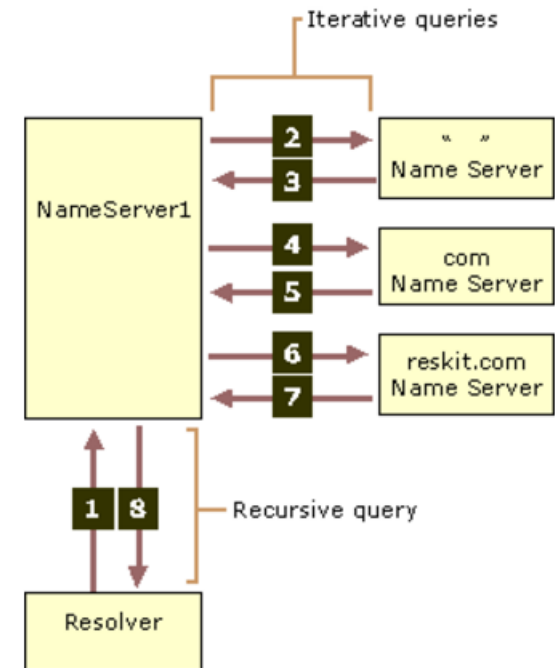 Iterative queries
NameServer1
2
3
“ ”
Name Server
4
5
com
Name Server
6
7
reskit.com
Name Server
1
8
Recursive query
Resolver